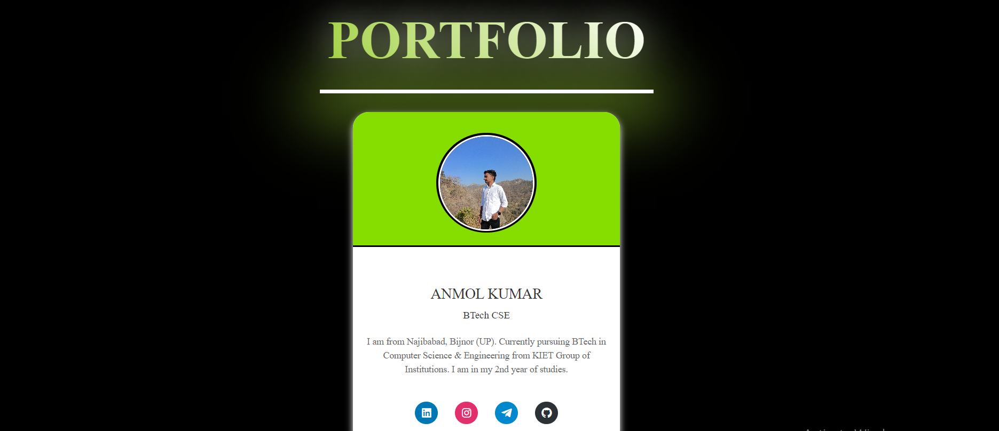 PORTFOLIO
ANMOL KUMAR
BTech CSE
I am from Najibabad, Bijnor (UP). Currently pursuing BTech in
Computer Science & Engineering from KIET Group of
Institutions. I am in my 2nd year of studies.
in